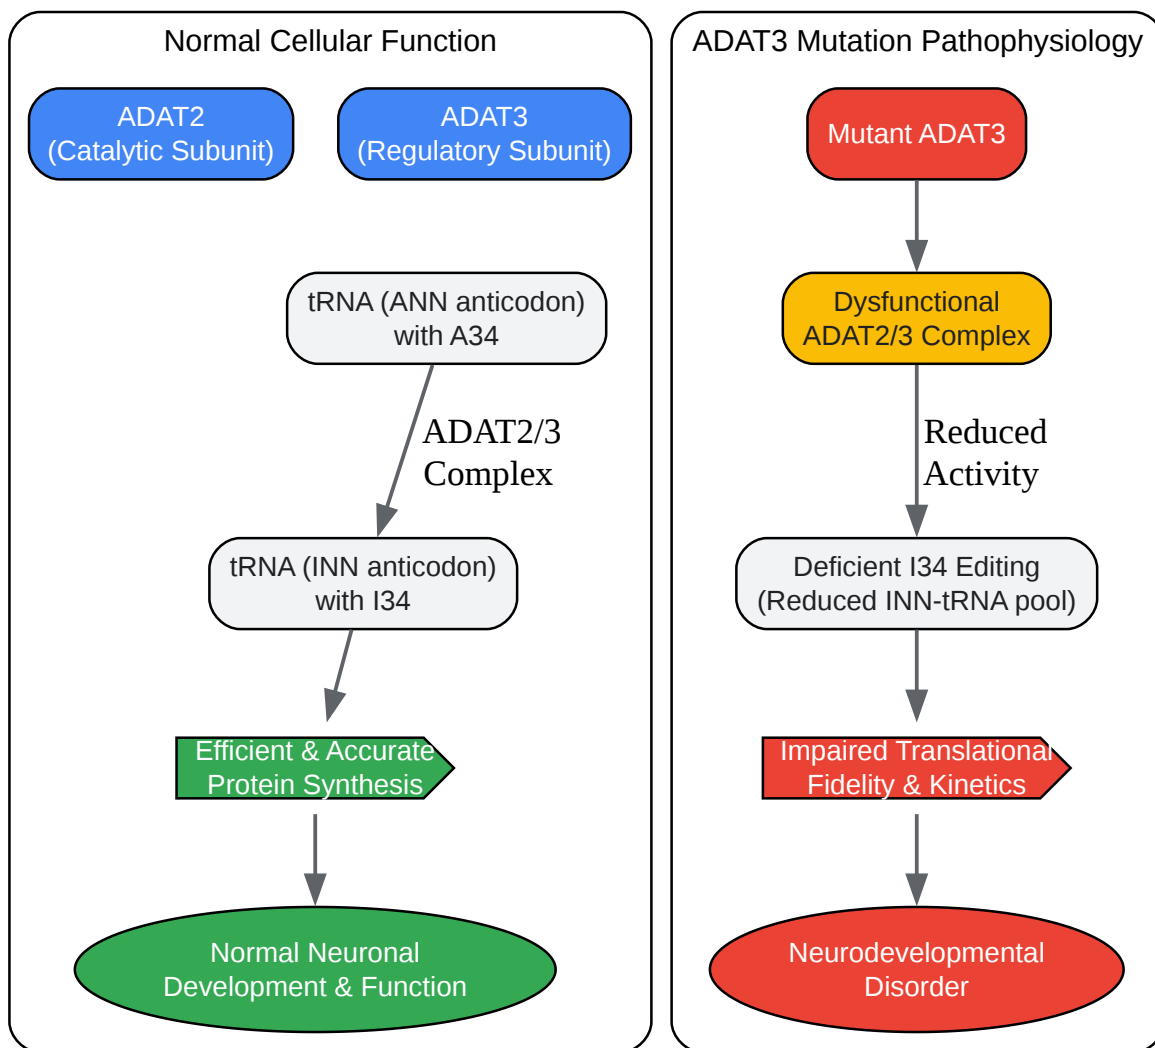 Normal Cellular Function
ADAT2
(Catalytic Subunit)
ADAT3
(Regulatory Subunit)
tRNA (ANN anticodon)
with A34
ADAT2/3
Complex
tRNA (INN anticodon)
with I34
Efficient & Accurate
Protein Synthesis
Normal Neuronal
Development & Function
ADAT3 Mutation Pathophysiology
Mutant ADAT3
Dysfunctional
ADAT2/3 Complex
Reduced
Activity
Deficient I34 Editing
(Reduced INN-tRNA pool)
Impaired Translational
Fidelity & Kinetics
Neurodevelopmental
Disorder